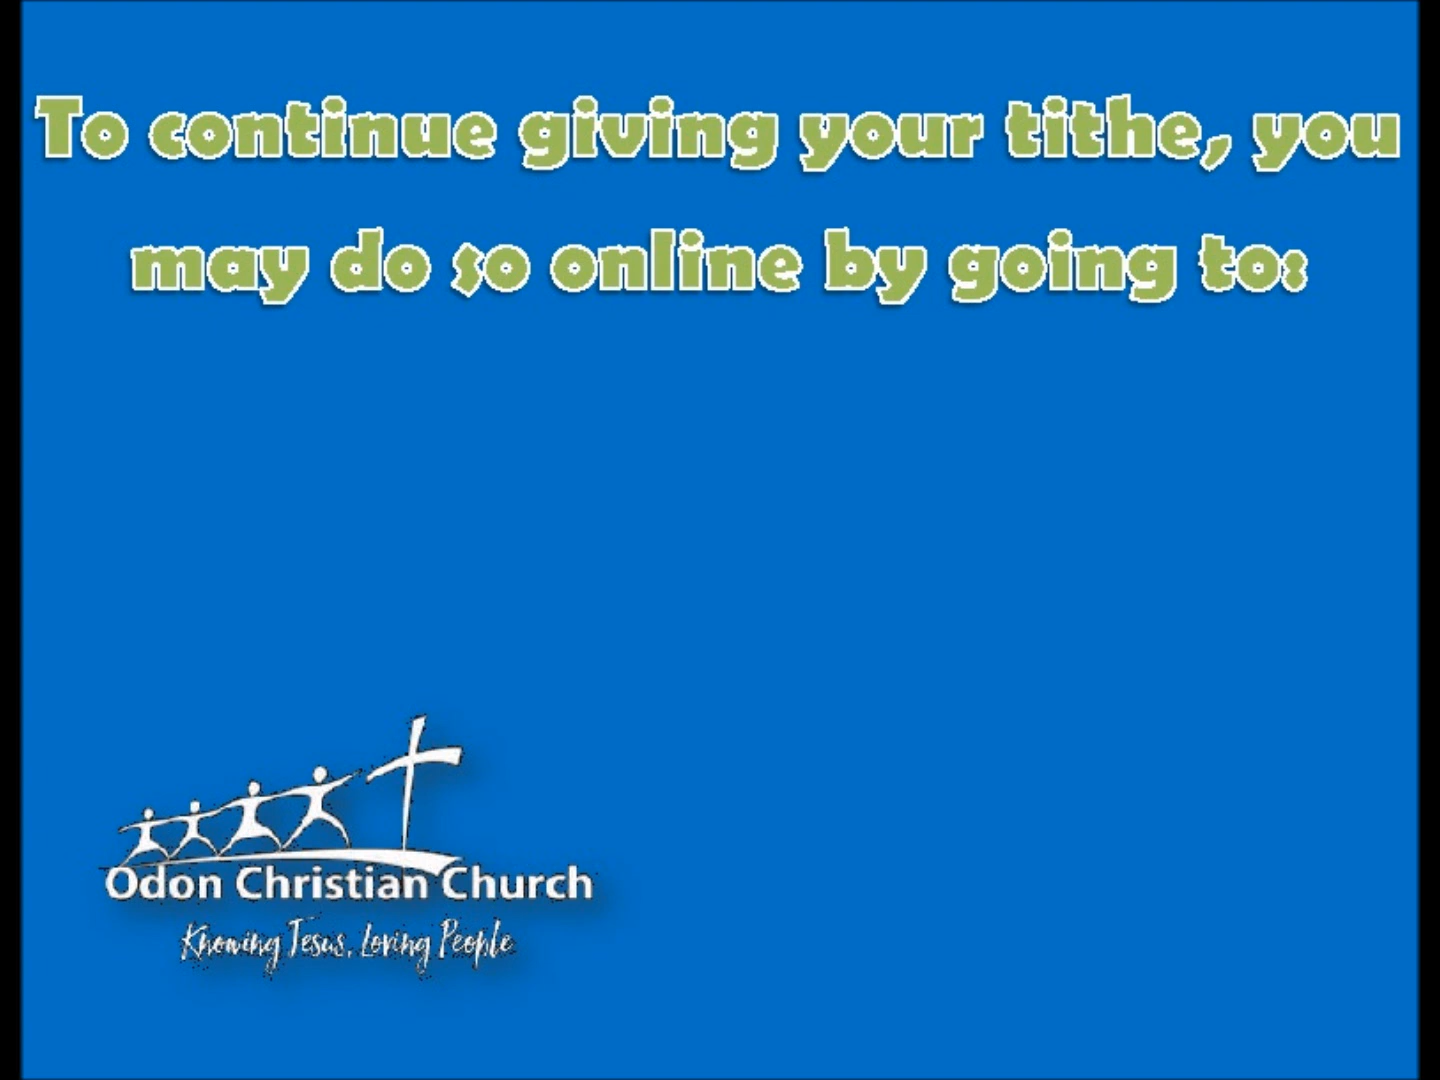 To continue giving your tithe, you
may do so online by going to:
Odon Christian Church
Knowing Jesus, Loving People